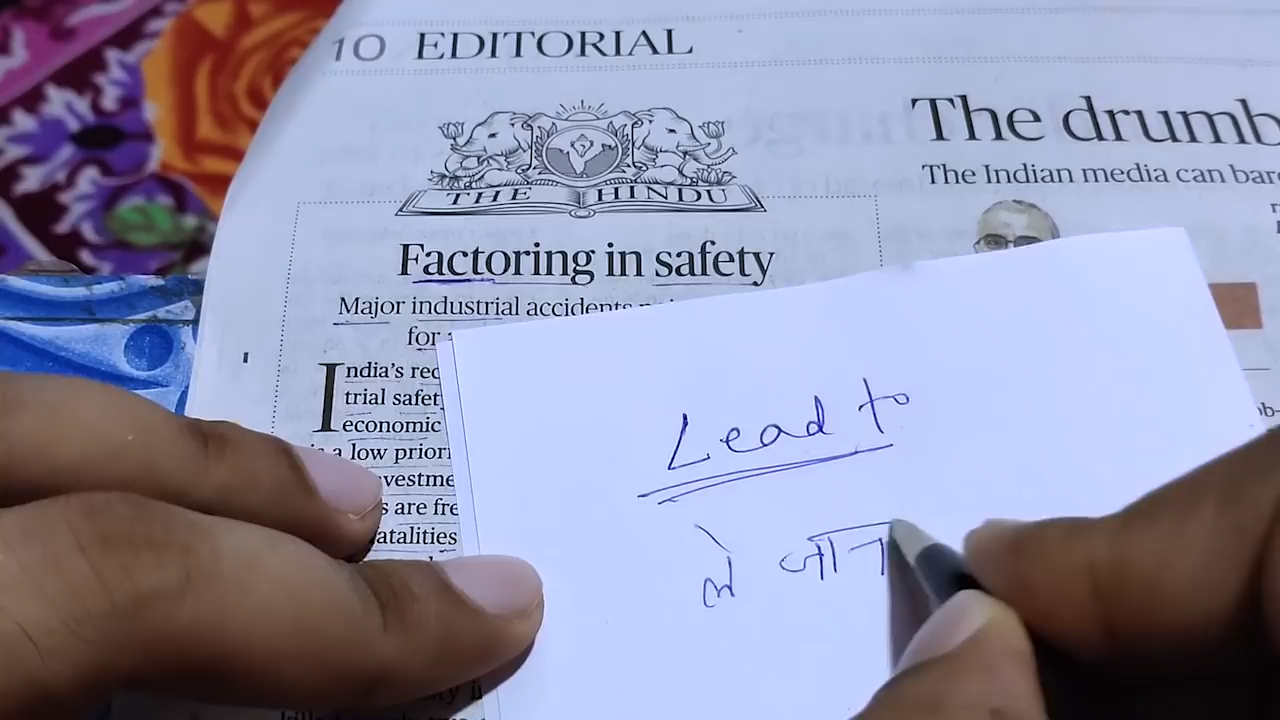 10 EDITORIAL
THE HINDU
Factoring in safety
Major industrial accidents
for
India's rec
trial safet
economic
a low prior
vestme
s are fre
atalities
The drumb
The Indian media can bar
Lead to
ले जान